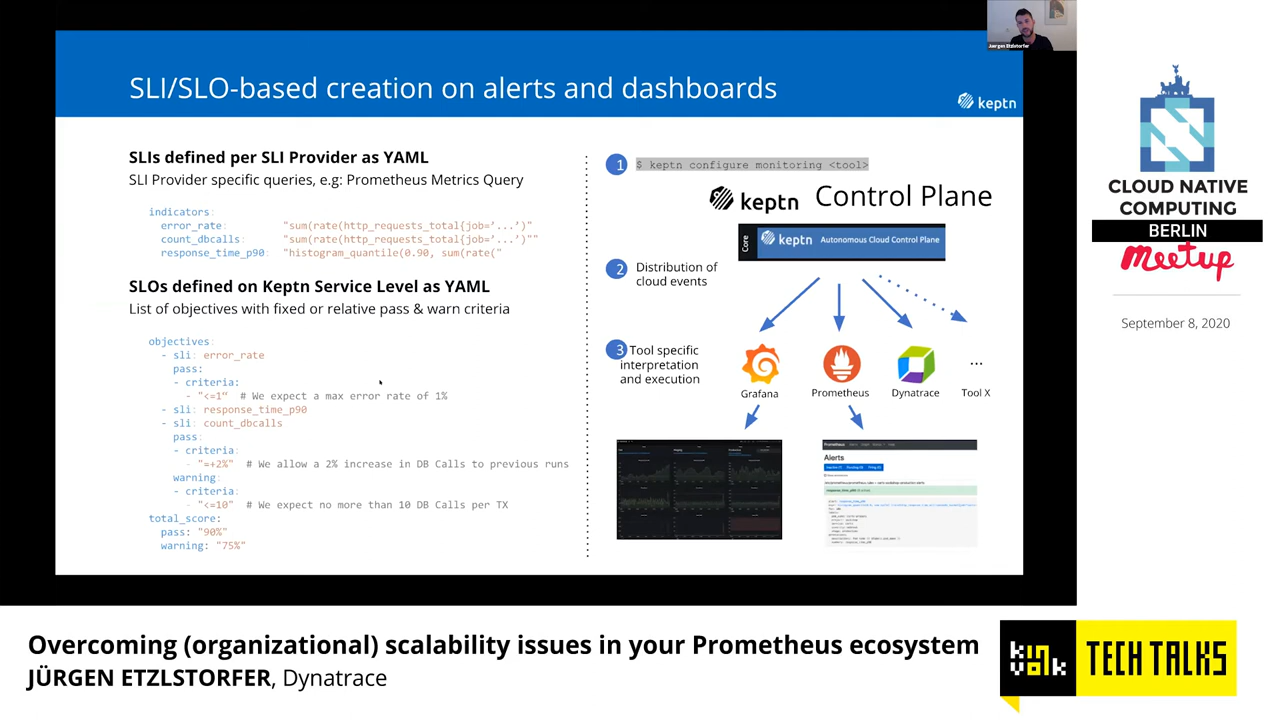 SLI/SLO-based creation on alerts and dashboards
keptn
Juergen Etzlstorfer
SLIs defined per SLI Provider as YAML
SLI Provider specific queries, e.g: Prometheus Metrics Query
indicators:
error_rate: "sum(rate(http_requests_total{job='...')"
count_dbcalls: "sum(rate(http_requests_total{job='...')""
response_time_p90: "histogram_quantile(0.90, sum(rate("
SLOs defined on Keptn Service Level as YAML
List of objectives with fixed or relative pass & warn criteria
objectives:
- sli: error_rate
pass:
- criteria:
- "<=1" # We expect a max error rate of 1%
- sli: response_time_p90
- sli: count_dbcalls
pass:
- criteria:
- "=+2%" # We allow a 2% increase in DB Calls to previous runs
warning:
- criteria:
- "<=10" # We expect no more than 10 DB Calls per TX
total_score:
pass: "90%"
warning: "75%"
1 $ keptn configure monitoring <tool>
keptn Control Plane
Core keptn Autonomous Cloud Control Plane
2 Distribution of
cloud events
3 Tool specific
interpretation
and execution
...
Grafana Prometheus Dynatrace Tool X
Prometheus
Alerts
CLOUD NATIVE
COMPUTING
BERLIN
meetup
September 8, 2020
Overcoming (organizational) scalability issues in your Prometheus ecosystem
JÜRGEN ETZLSTORFER, Dynatrace
kinvolk TECH TALKS